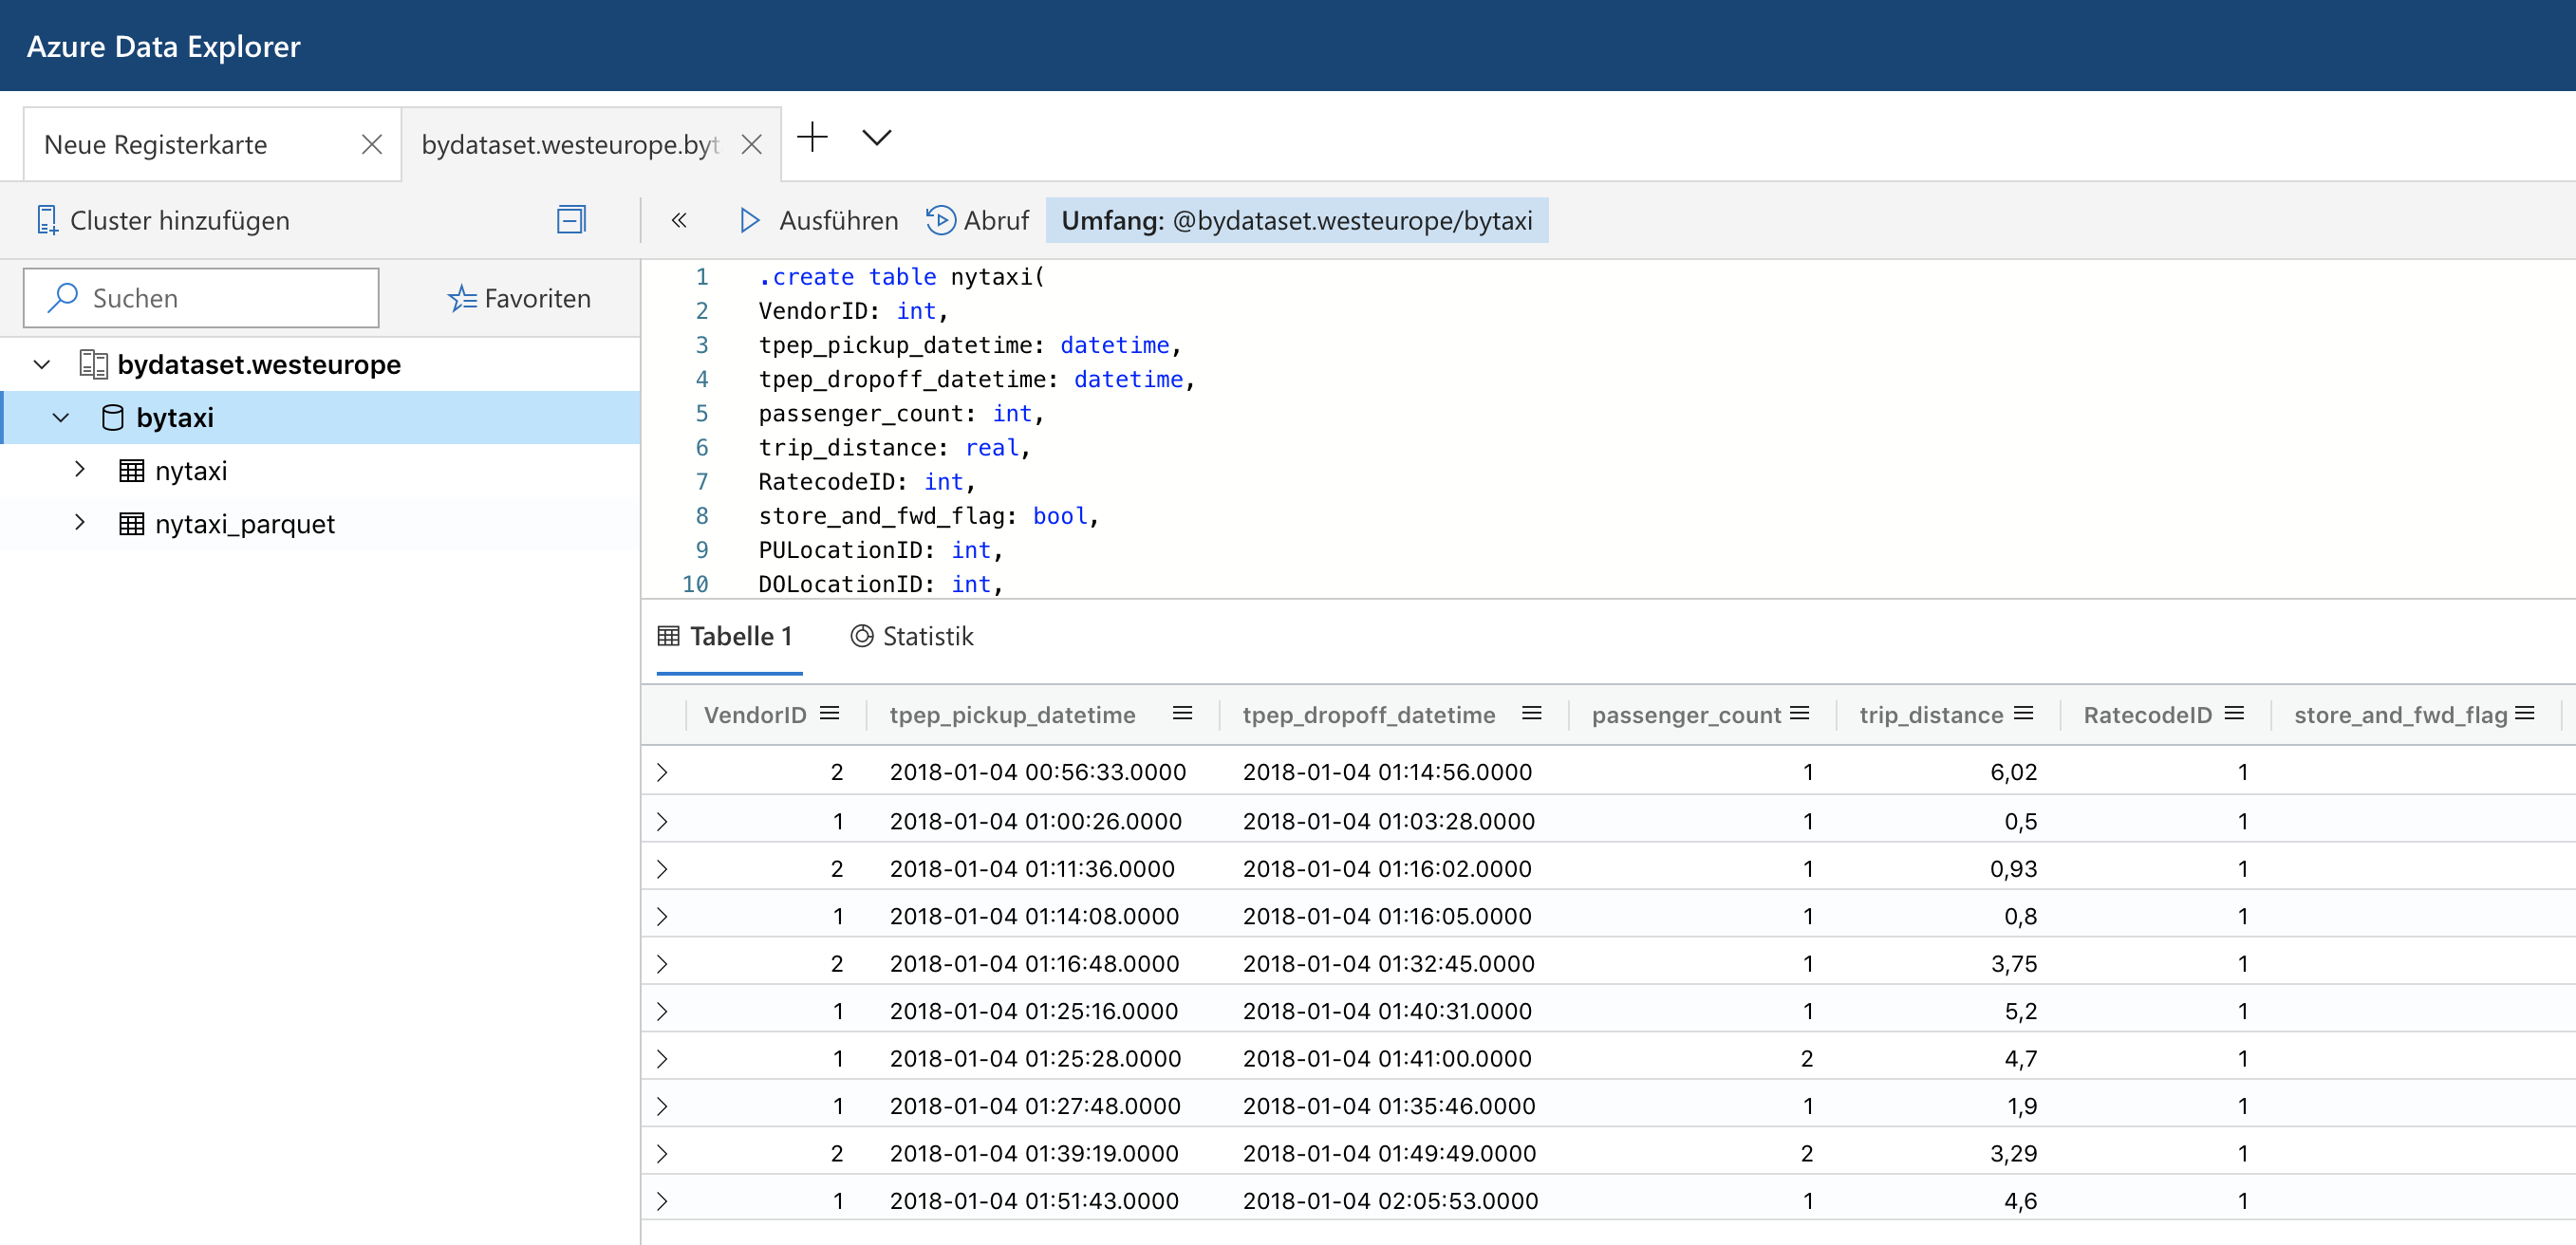 Azure Data Explorer
Neue Registerkarte
bydataset.westeurope.byt
Cluster hinzufügen
Ausführen Abruf Umfang: @bydataset.westeurope/bytaxi
Suchen Favoriten
bydataset.westeurope
bytaxi
nytaxi
nytaxi_parquet
1 .create table nytaxi(
2 VendorID: int,
3 tpep_pickup_datetime: datetime,
4 tpep_dropoff_datetime: datetime,
5 passenger_count: int,
6 trip_distance: real,
7 RatecodeID: int,
8 store_and_fwd_flag: bool,
9 PULocationID: int,
10 DOLocationID: int,
Tabelle 1 Statistik
VendorID tpep_pickup_datetime tpep_dropoff_datetime passenger_count trip_distance RatecodeID store_and_fwd_flag
2 2018-01-04 00:56:33.0000 2018-01-04 01:14:56.0000 1 6,02 1
1 2018-01-04 01:00:26.0000 2018-01-04 01:03:28.0000 1 0,5 1
2 2018-01-04 01:11:36.0000 2018-01-04 01:16:02.0000 1 0,93 1
1 2018-01-04 01:14:08.0000 2018-01-04 01:16:05.0000 1 0,8 1
2 2018-01-04 01:16:48.0000 2018-01-04 01:32:45.0000 1 3,75 1
1 2018-01-04 01:25:16.0000 2018-01-04 01:40:31.0000 1 5,2 1
1 2018-01-04 01:25:28.0000 2018-01-04 01:41:00.0000 2 4,7 1
1 2018-01-04 01:27:48.0000 2018-01-04 01:35:46.0000 1 1,9 1
2 2018-01-04 01:39:19.0000 2018-01-04 01:49:49.0000 2 3,29 1
1 2018-01-04 01:51:43.0000 2018-01-04 02:05:53.0000 1 4,6 1